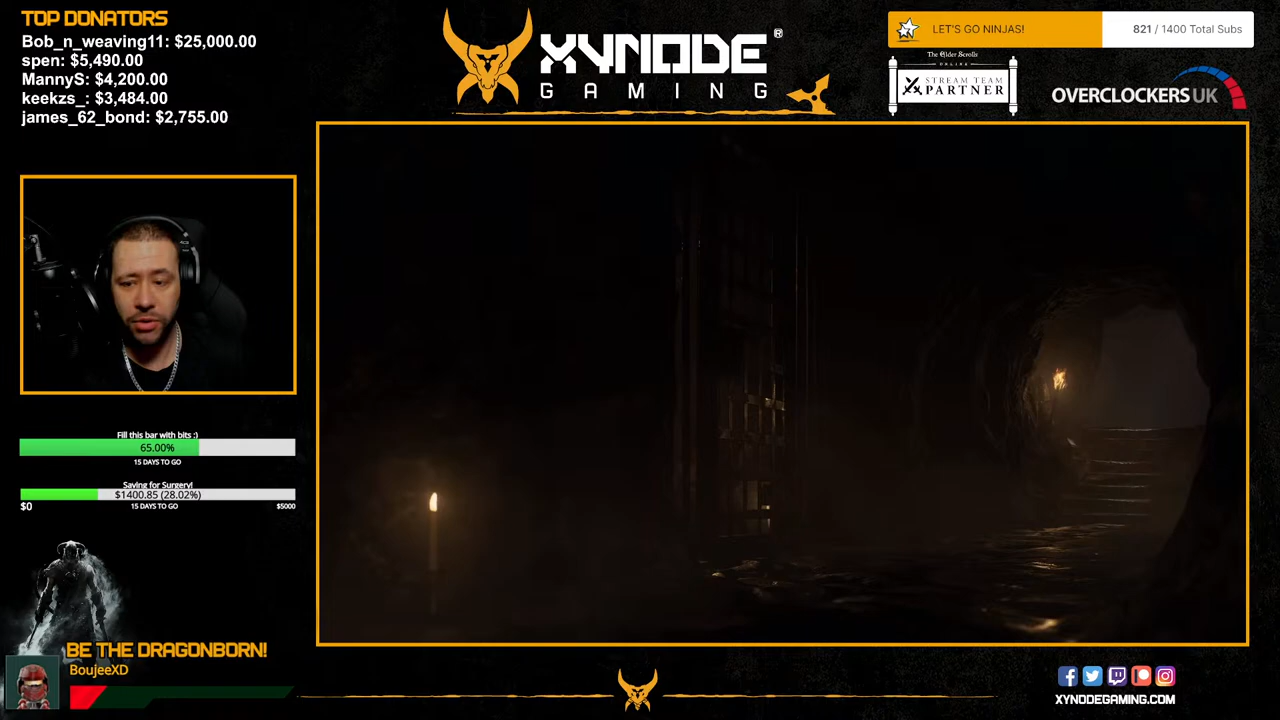 TOP DONATORS
Bob_n_weaving11: $25,000.00
spen: $5,490.00
MannyS: $4,200.00
keekzs_: $3,484.00
james_62_bond: $2,755.00
XYNODE®
GAMING
LET'S GO NINJAS!
821 / 1400 Total Subs
The Elder Scrolls
ONLINE
STREAM TEAM
PARTNER
OVERCLOCKERS UK
Fill this bar with bits :)
65.00%
15 DAYS TO GO
Saving for Surgery!
$1400.85 (28.02%)
$0 15 DAYS TO GO $5000
BE THE DRAGONBORN!
BoujeeXD
XYNODEGAMING.COM